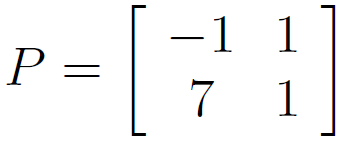 P = [ −1 1
7 1 ]